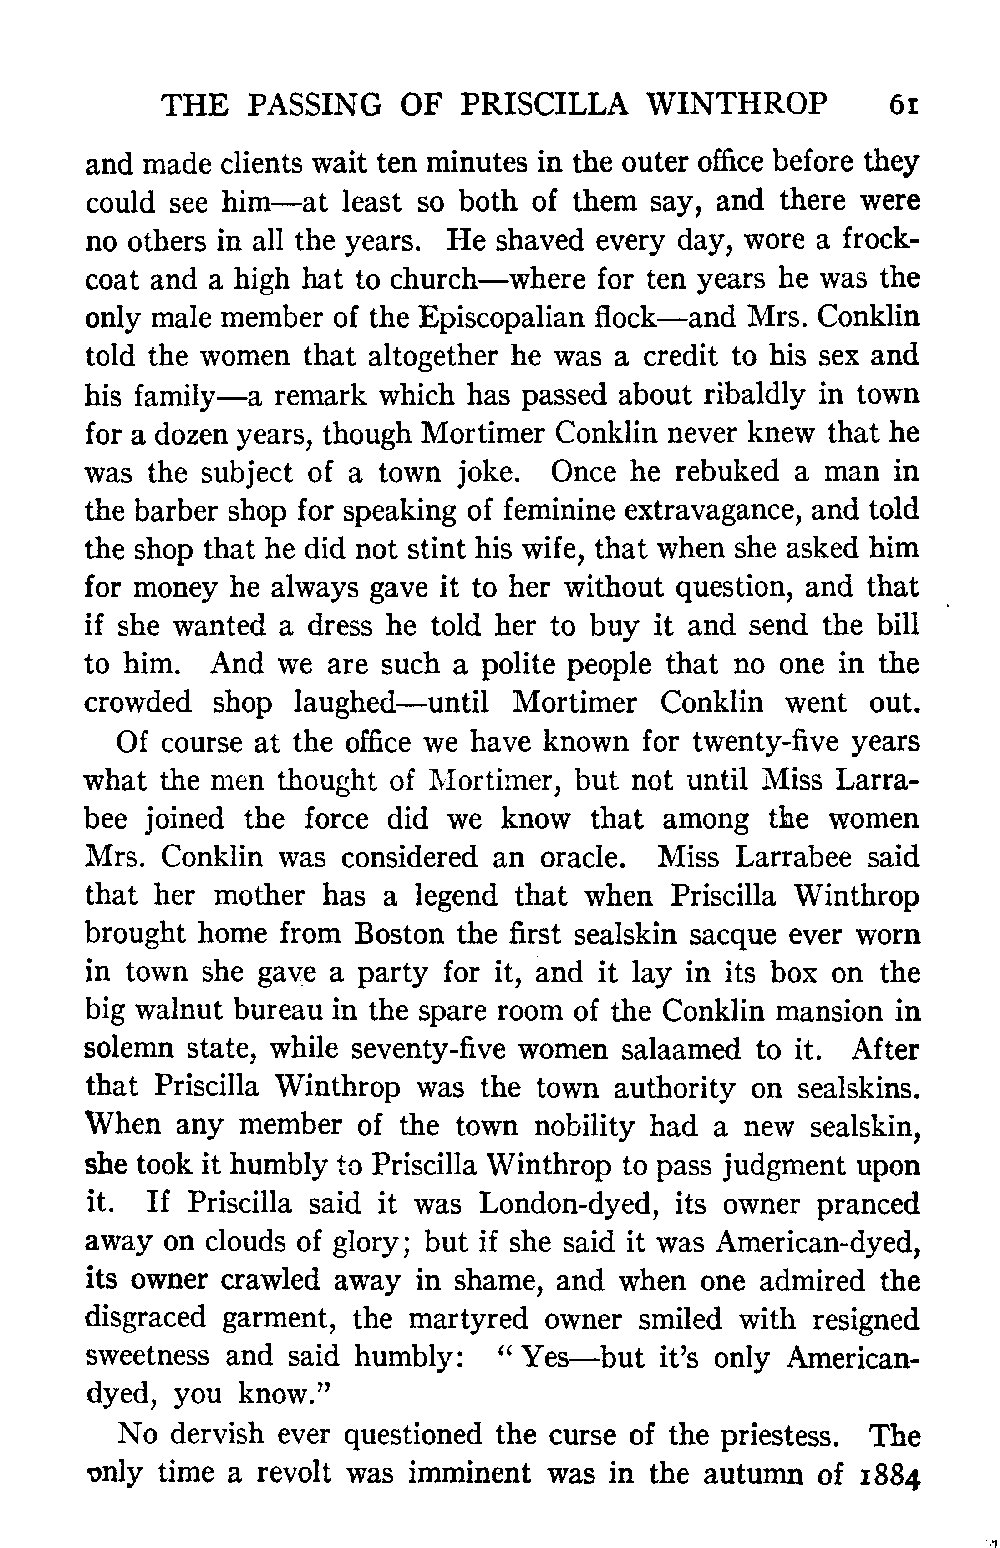 THE PASSING OF PRISCILLA WINTHROP 61
and made clients wait ten minutes in the outer office before they
could see him—at least so both of them say, and there were
no others in all the years. He shaved every day, wore a frock-
coat and a high hat to church—where for ten years he was the
only male member of the Episcopalian flock—and Mrs. Conklin
told the women that altogether he was a credit to his sex and
his family—a remark which has passed about ribaldly in town
for a dozen years, though Mortimer Conklin never knew that he
was the subject of a town joke. Once he rebuked a man in
the barber shop for speaking of feminine extravagance, and told
the shop that he did not stint his wife, that when she asked him
for money he always gave it to her without question, and that
if she wanted a dress he told her to buy it and send the bill
to him. And we are such a polite people that no one in the
crowded shop laughed—until Mortimer Conklin went out.
Of course at the office we have known for twenty-five years
what the men thought of Mortimer, but not until Miss Larra-
bee joined the force did we know that among the women
Mrs. Conklin was considered an oracle. Miss Larrabee said
that her mother has a legend that when Priscilla Winthrop
brought home from Boston the first sealskin sacque ever worn
in town she gave a party for it, and it lay in its box on the
big walnut bureau in the spare room of the Conklin mansion in
solemn state, while seventy-five women salaamed to it. After
that Priscilla Winthrop was the town authority on sealskins.
When any member of the town nobility had a new sealskin,
she took it humbly to Priscilla Winthrop to pass judgment upon
it. If Priscilla said it was London-dyed, its owner pranced
away on clouds of glory; but if she said it was American-dyed,
its owner crawled away in shame, and when one admired the
disgraced garment, the martyred owner smiled with resigned
sweetness and said humbly: "Yes—but it's only American-
dyed, you know."
No dervish ever questioned the curse of the priestess. The
only time a revolt was imminent was in the autumn of 1884